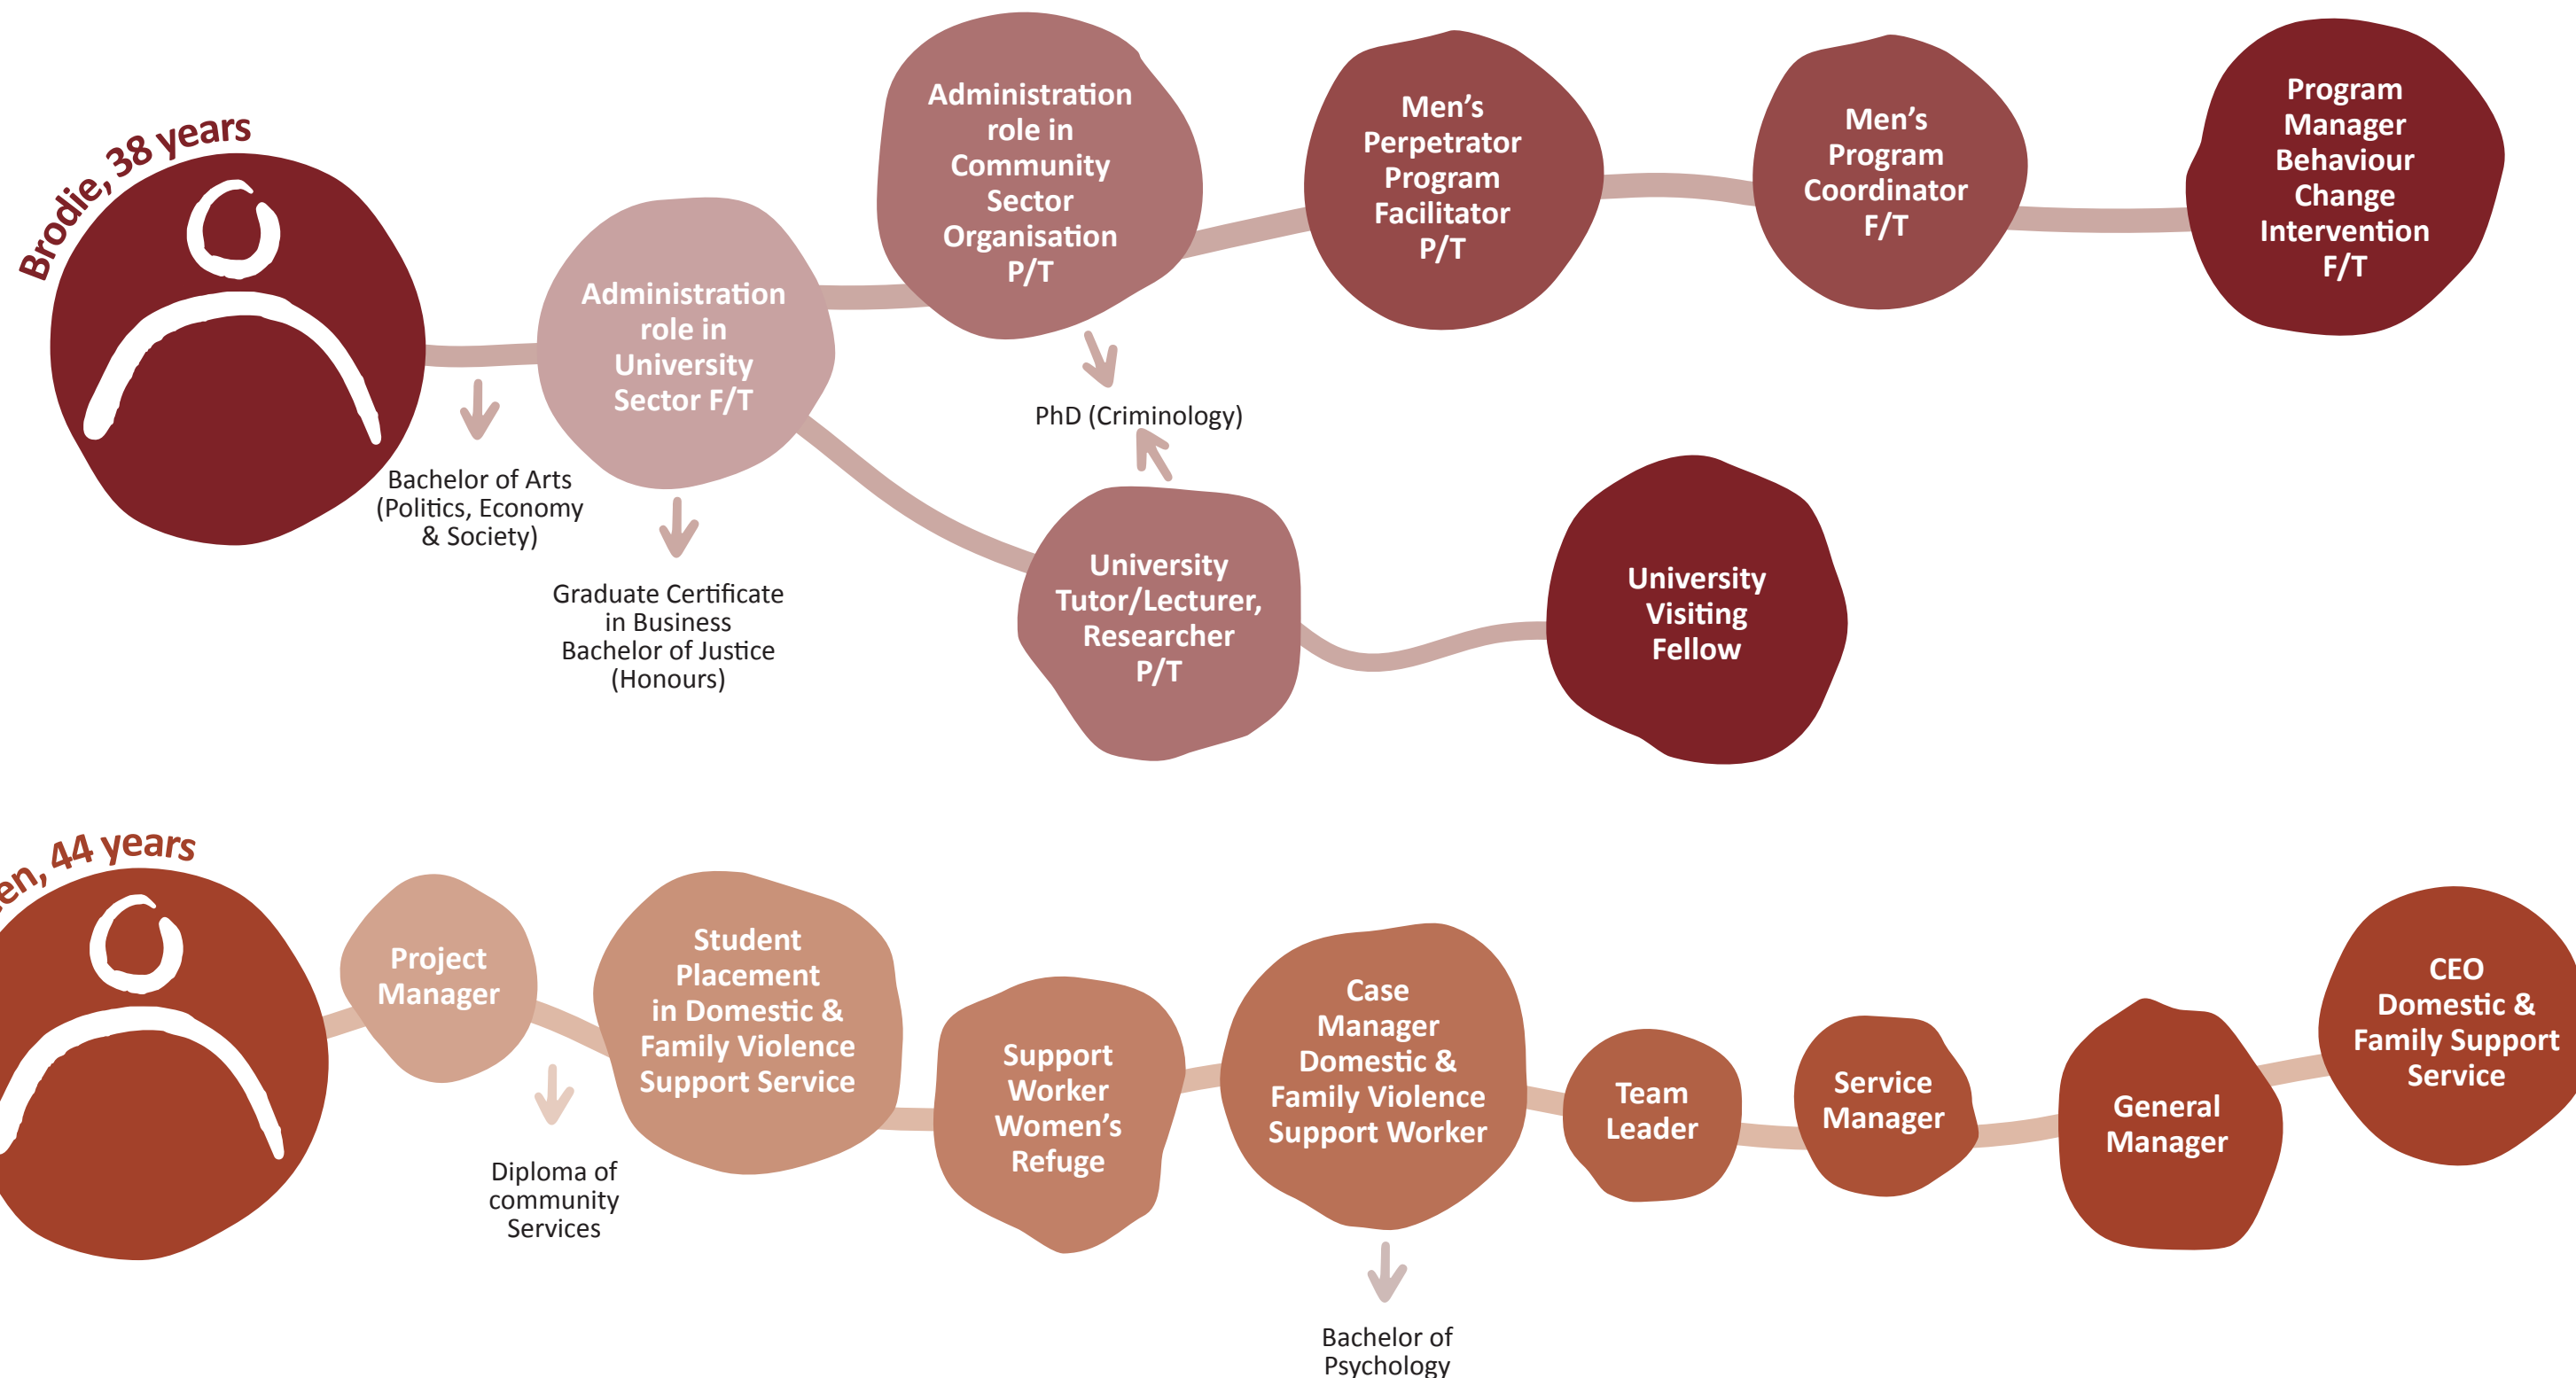 Brodie, 38 years
Administration
role in
University
Sector F/T
Administration
role in
Community
Sector
Organisation
P/T
Men's
Perpetrator
Program
Facilitator
P/T
Men's
Program
Coordinator
F/T
Program
Manager
Behaviour
Change
Intervention
F/T
Bachelor of Arts
(Politics, Economy
& Society)
Graduate Certificate
in Business
Bachelor of Justice
(Honours)
PhD (Criminology)
University
Tutor/Lecturer,
Researcher
P/T
University
Visiting
Fellow
44 years
Project
Manager
Diploma of
community
Services
Student
Placement
in Domestic &
Family Violence
Support Service
Support
Worker
Women's
Refuge
Case
Manager
Domestic &
Family Violence
Support Worker
Bachelor of
Psychology
Team
Leader
Service
Manager
General
Manager
CEO
Domestic &
Family Support
Service